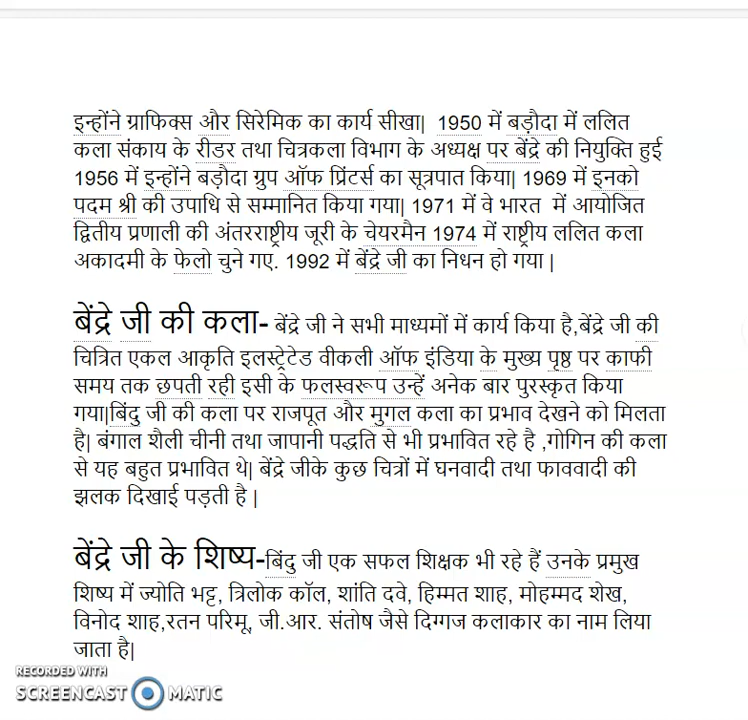 इन्होंने ग्राफिक्स और सिरेमिक का कार्य सीखा|  1950 में बड़ौदा में ललित
कला संकाय के रीडर तथा चित्रकला विभाग के अध्यक्ष पर बेंद्रे की नियुक्ति हुई
1956 में इन्होंने बड़ौदा ग्रुप ऑफ प्रिंटर्स का सूत्रपात किया| 1969 में इनको
पदम श्री की उपाधि से सम्मानित किया गया| 1971 में वे भारत  में आयोजित
द्वितीय प्रणाली की अंतरराष्ट्रीय जूरी के चेयरमैन 1974 में राष्ट्रीय ललित कला
अकादमी के फेलो चुने गए. 1992 में बेंद्रे जी का निधन हो गया |
बेंद्रे जी की कला- बेंद्रे जी ने सभी माध्यमों में कार्य किया है,बेंद्रे जी की
चित्रित एकल आकृति इलस्ट्रेटेड वीकली ऑफ इंडिया के मुख्य पृष्ठ पर काफी
समय तक छपती रही इसी के फलस्वरूप उन्हें अनेक बार पुरस्कृत किया
गया|बिंदु जी की कला पर राजपूत और मुगल कला का प्रभाव देखने को मिलता
है| बंगाल शैली चीनी तथा जापानी पद्धति से भी प्रभावित रहे है ,गोगिन की कला
से यह बहुत प्रभावित थे| बेंद्रे जीके कुछ चित्रों में घनवादी तथा फाववादी की
झलक दिखाई पड़ती है |
बेंद्रे जी के शिष्य-बिंदु जी एक सफल शिक्षक भी रहे हैं उनके प्रमुख
शिष्य में ज्योति भट्ट, त्रिलोक कॉल, शांति दवे, हिम्मत शाह, मोहम्मद शेख,
विनोद शाह,रतन परिमू, जी.आर. संतोष जैसे दिग्गज कलाकार का नाम लिया
जाता है|
RECORDED WITH
SCREENCAST MATIC